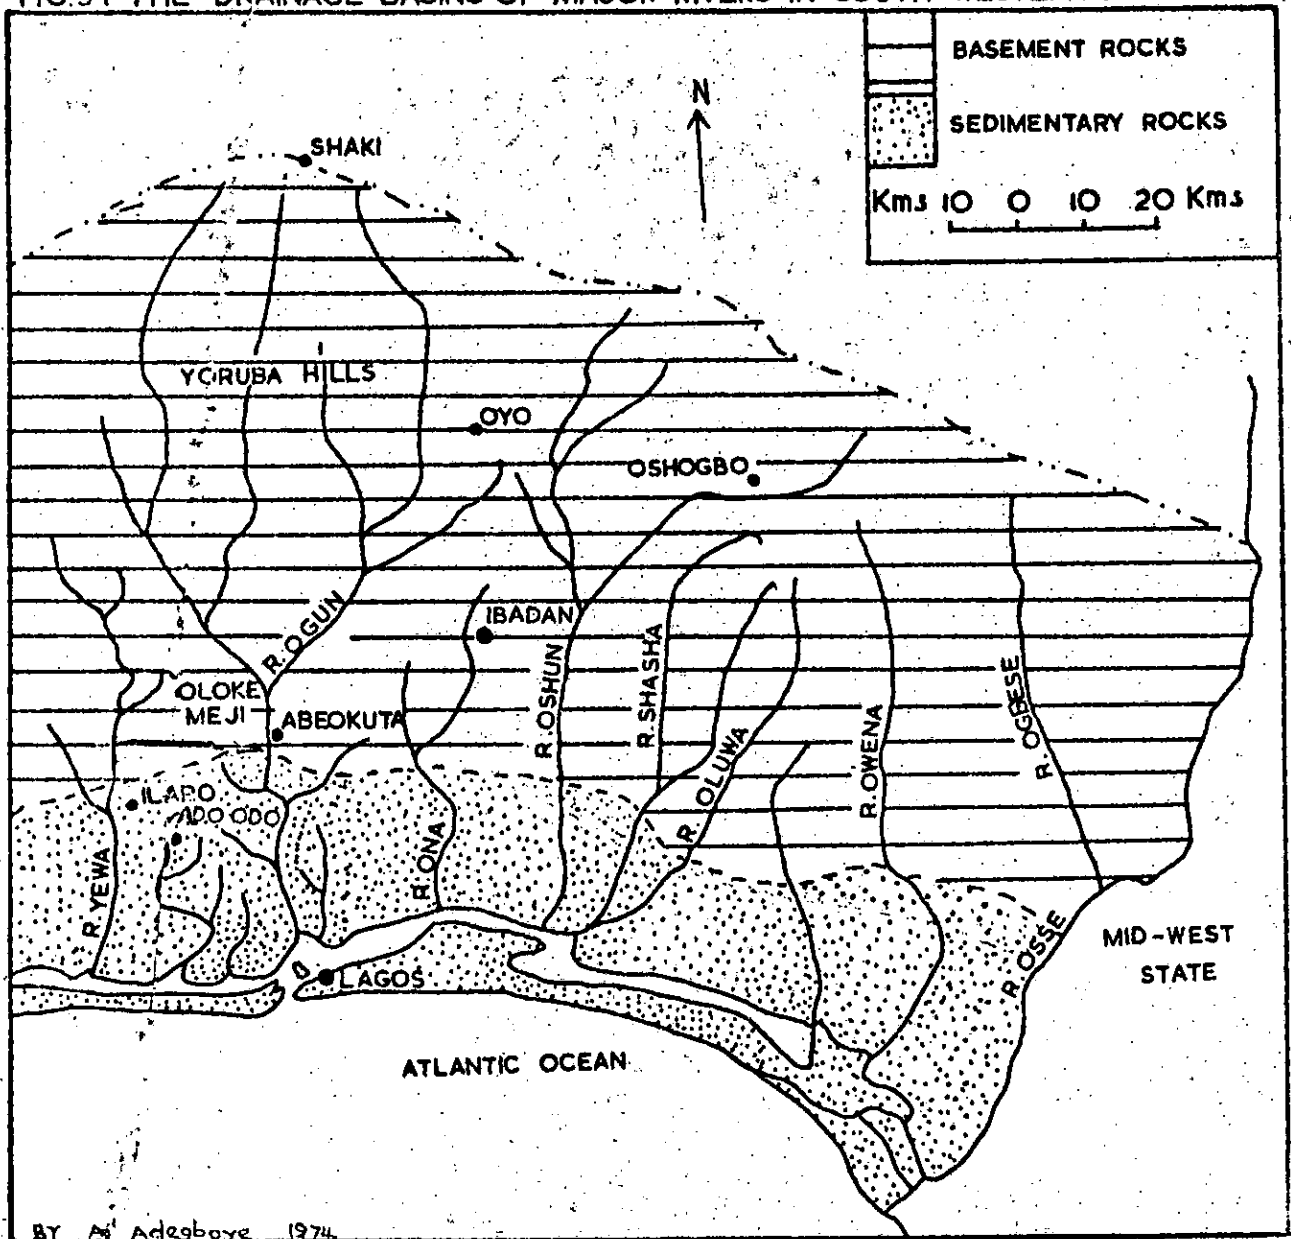 BASEMENT ROCKS
SEDIMENTARY ROCKS
Kms 10 0 10 20 Kms
N
SHAKI
YORUBA HILLS
OYO
OSHOGBO
IBADAN
R. OGUN
R. OSHUN
R. SHASHA
R. OLUWA
R. OWENA
R OGBESE
OLOKE
MEJI
ABEOKUTA
ILARO
ADO ODO
R YEWA
R ONA
R. OSSE
MID-WEST
STATE
LAGOS
ATLANTIC OCEAN
BY Adegboye 1974